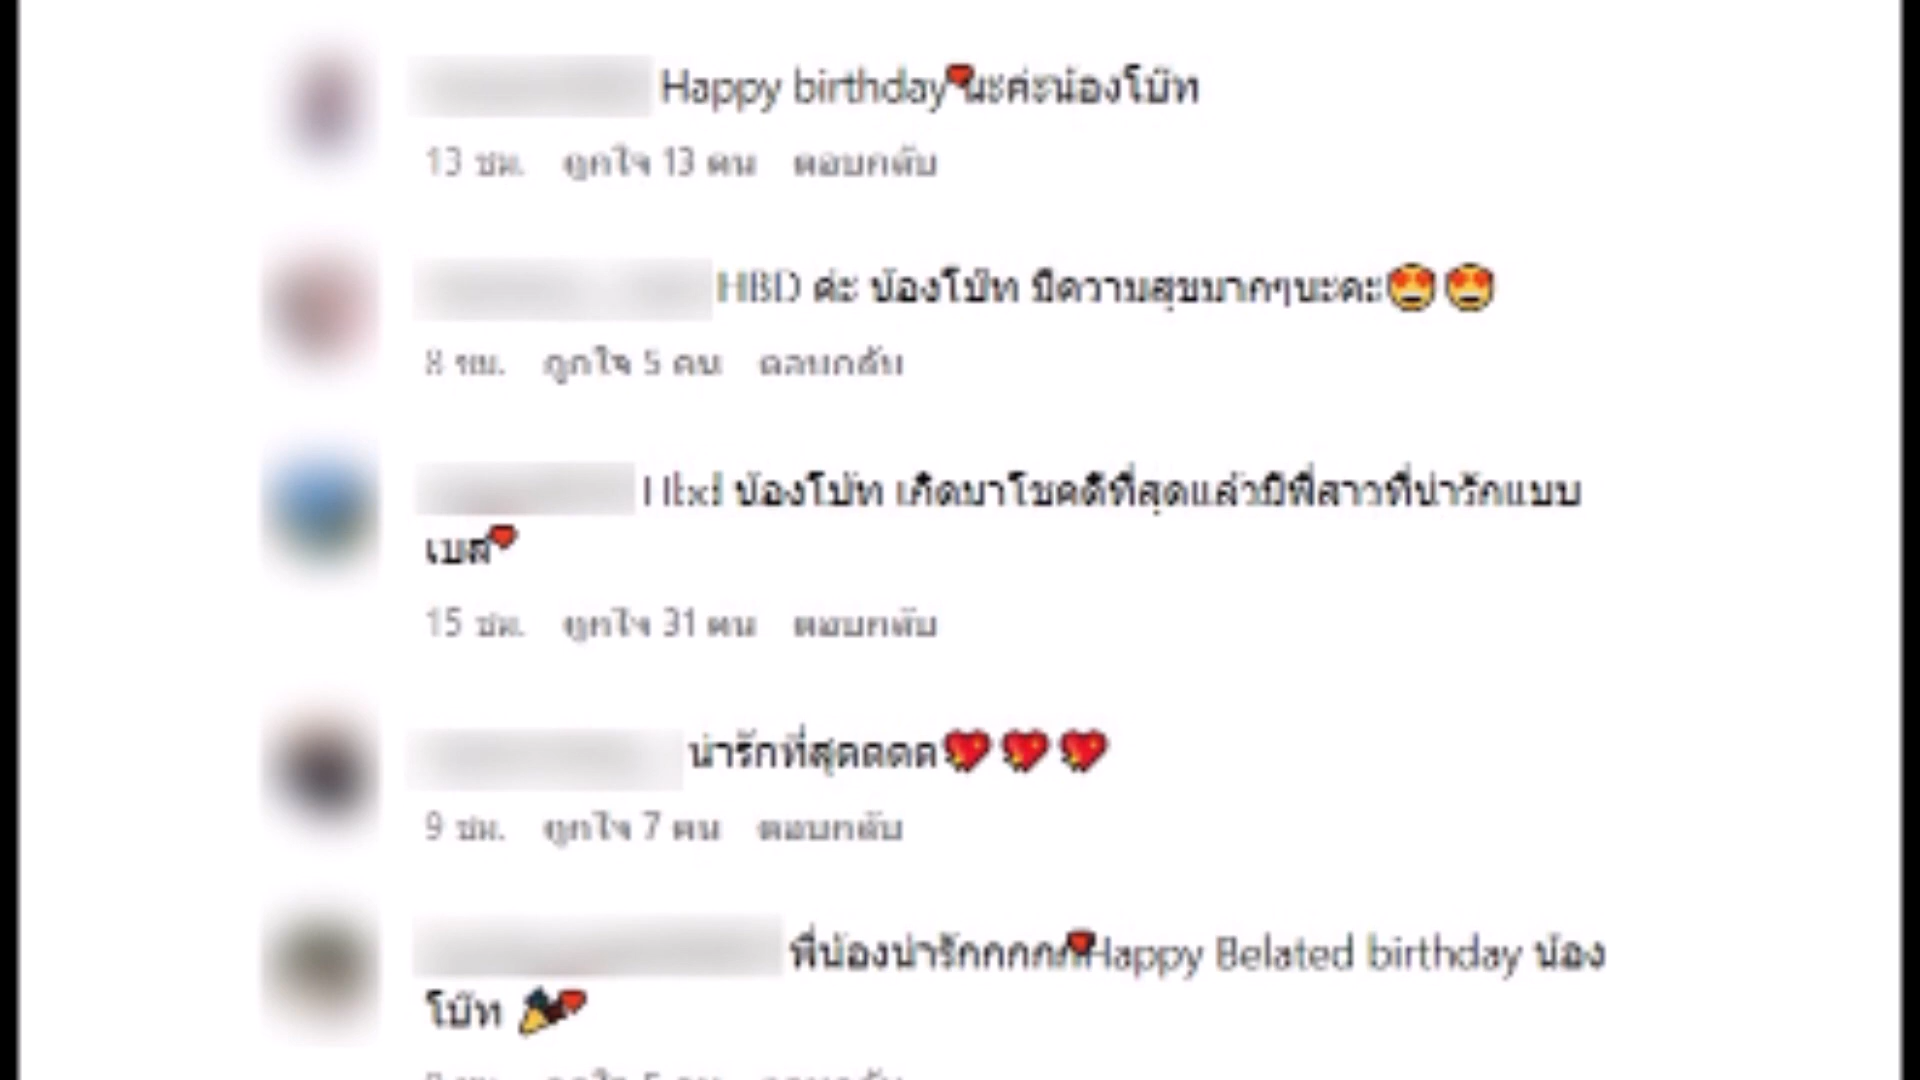 Happy birthday นะค่ะน้องโบ๊ท
13 ชม. ถูกใจ 13 คน ตอบกลับ
HBD ค่ะ น้องโบ๊ท มีความสุขมากๆนะคะ
8 ชม. ถูกใจ 5 คน ตอบกลับ
Hbd น้องโบ๊ท เกิดมาโชคดีที่สุดแล้วมีพี่สาวที่น่ารักแบบ
เบส
15 ชม. ถูกใจ 31 คน ตอบกลับ
น่ารักที่สุดดดด
9 ชม. ถูกใจ 7 คน ตอบกลับ
พี่น้องน่ารักกกกก Happy Belated birthday น้อง
โบ๊ท